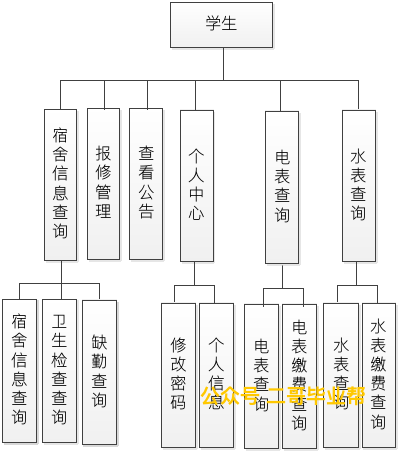 学生
宿舍信息查询
报修管理
查看公告
个人中心
电表查询
水表查询
宿舍信息查询
卫生检查查询
缺勤查询
修改密码
个人信息
电表查询
电表缴费查询
水表查询
水表缴费查询
公众号:二哥毕业帮